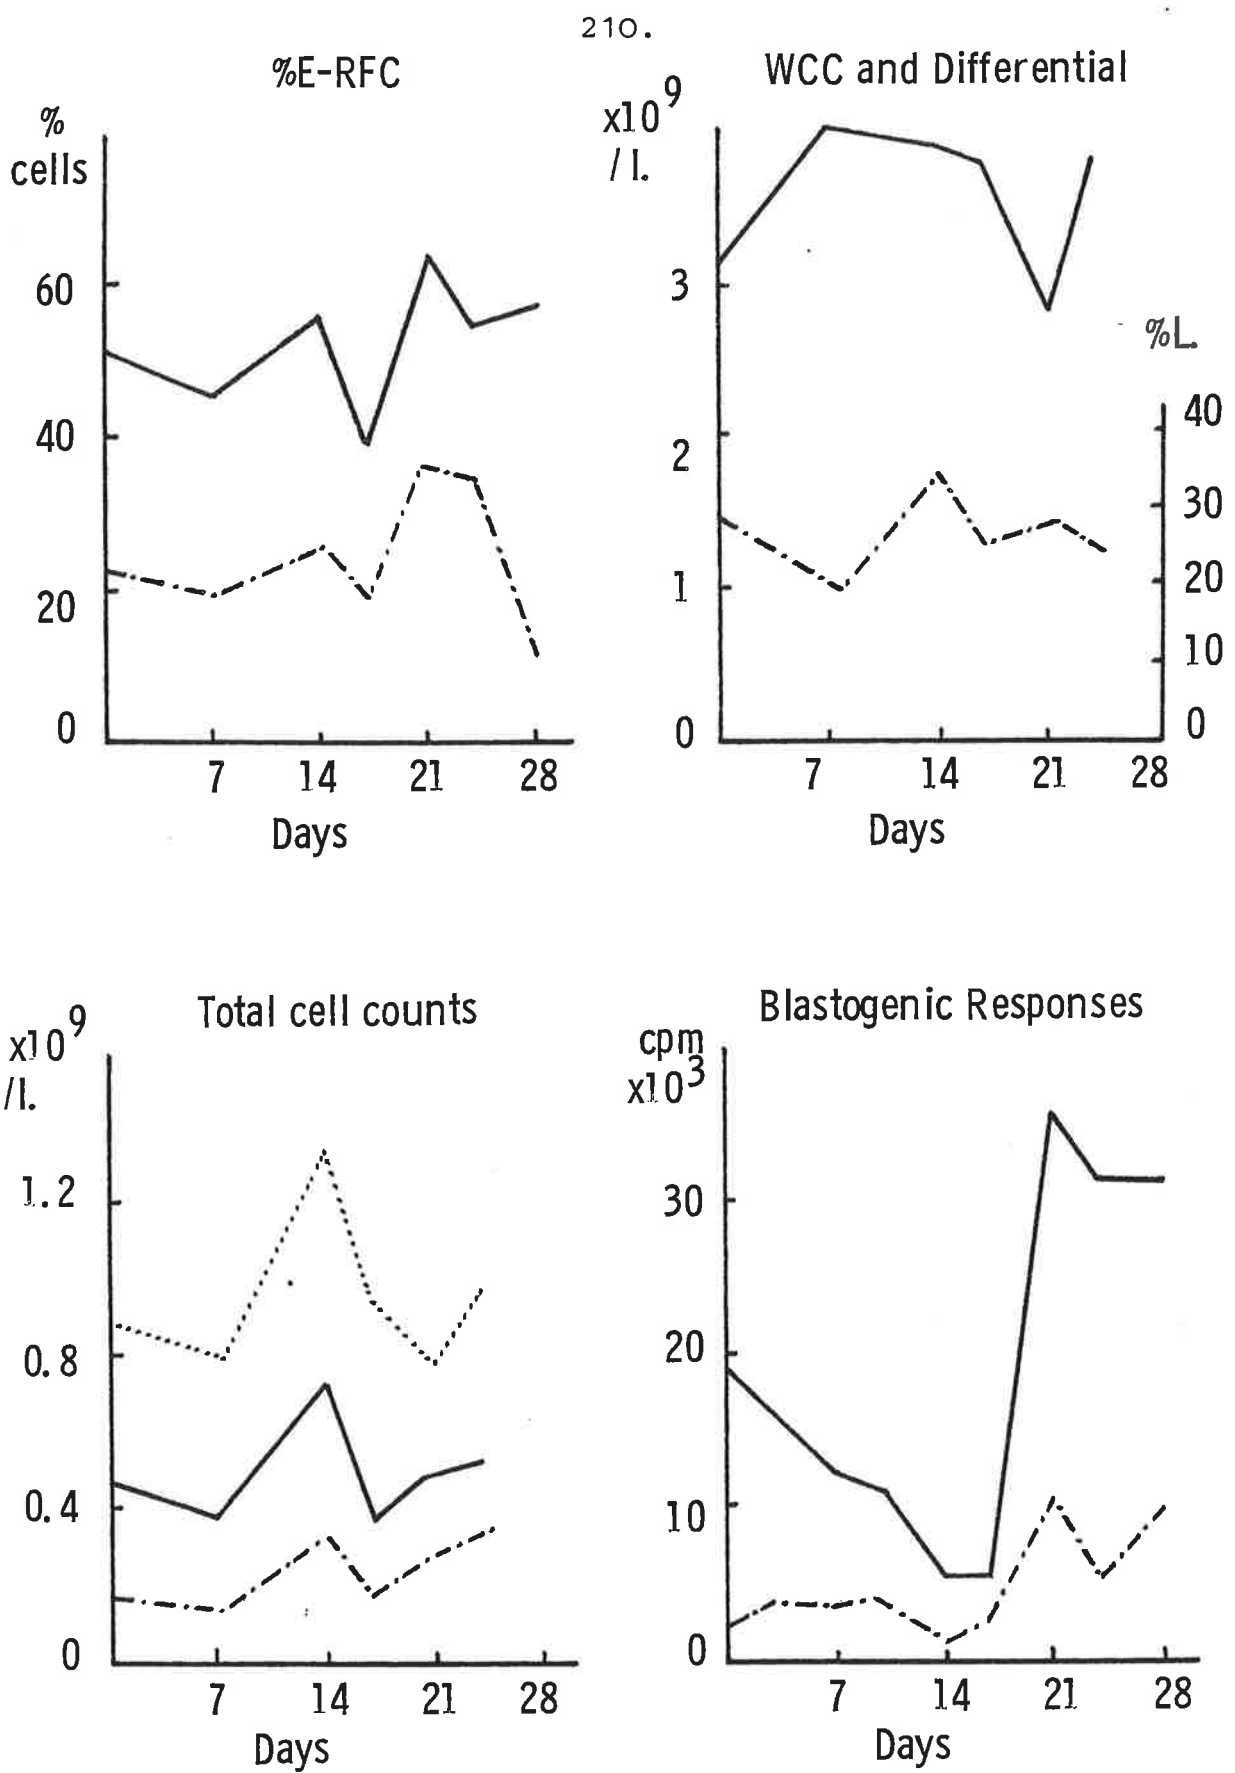 210.
%E-RFC
%
cells
60
40
20
0
7 14 21 28
Days
WCC and Differential
x10⁹
/l.
3
2
1
0
%L.
40
30
20
10
0
7 14 21 28
Days
Total cell counts
x10⁹
/l.
1.2
0.8
0.4
0
7 14 21 28
Days
Blastogenic Responses
cpm
x10³
30
20
10
0
7 14 21 28
Days